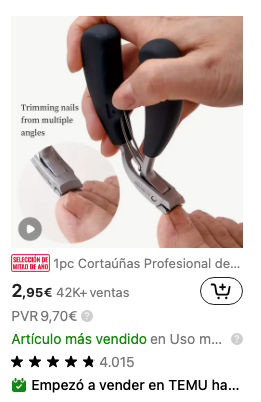 Trimming nails
from multiple
angles
SELECCIÓN DE
MITAD DE AÑO
1pc Cortaúñas Profesional de...
2,95€ 42K+ ventas
PVR 9,70€ ?
Artículo más vendido en Uso m... ?
4.015
Empezó a vender en TEMU ha...